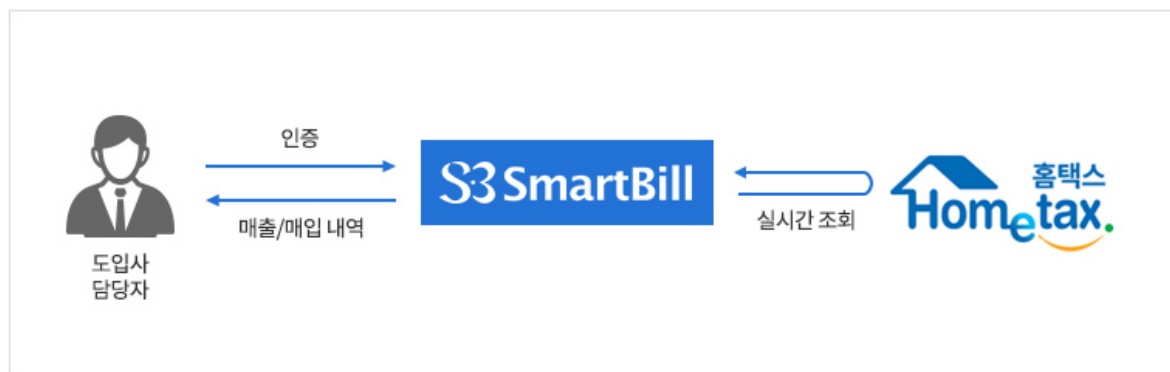 인증
매출/매입 내역
도입사
담당자
SmartBill
실시간 조회
홈택스
Hometax.